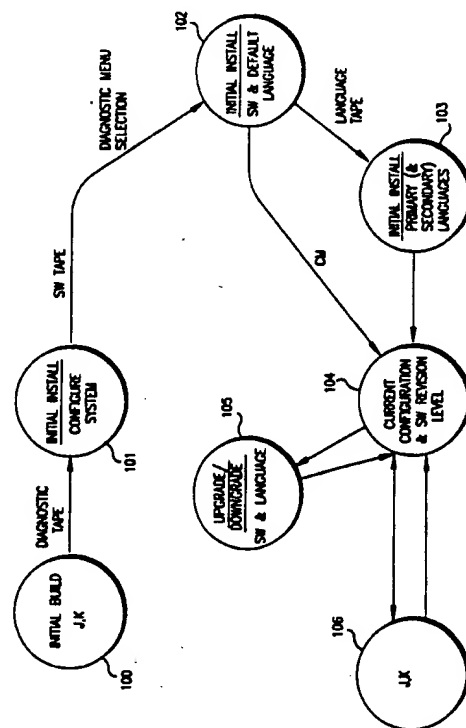 INITIAL BUILD
J,K
100
DIAGNOSTIC
TAPE
INITIAL INSTALL
CONFIGURE
SYSTEM
101
SW TAPE
DIAGNOSTIC MENU
SELECTION
102
INITIAL INSTALL
SW & DEFAULT
LANGUAGE
LANGUAGE
TAPE
103
INITIAL INSTALL
PRIMARY (&
SECONDARY)
LANGUAGES
104
CURRENT
CONFIGURATION
& SW REVISION
LEVEL
105
UPGRADE/
DOWNGRADE
SW & LANGUAGE
106
J,K